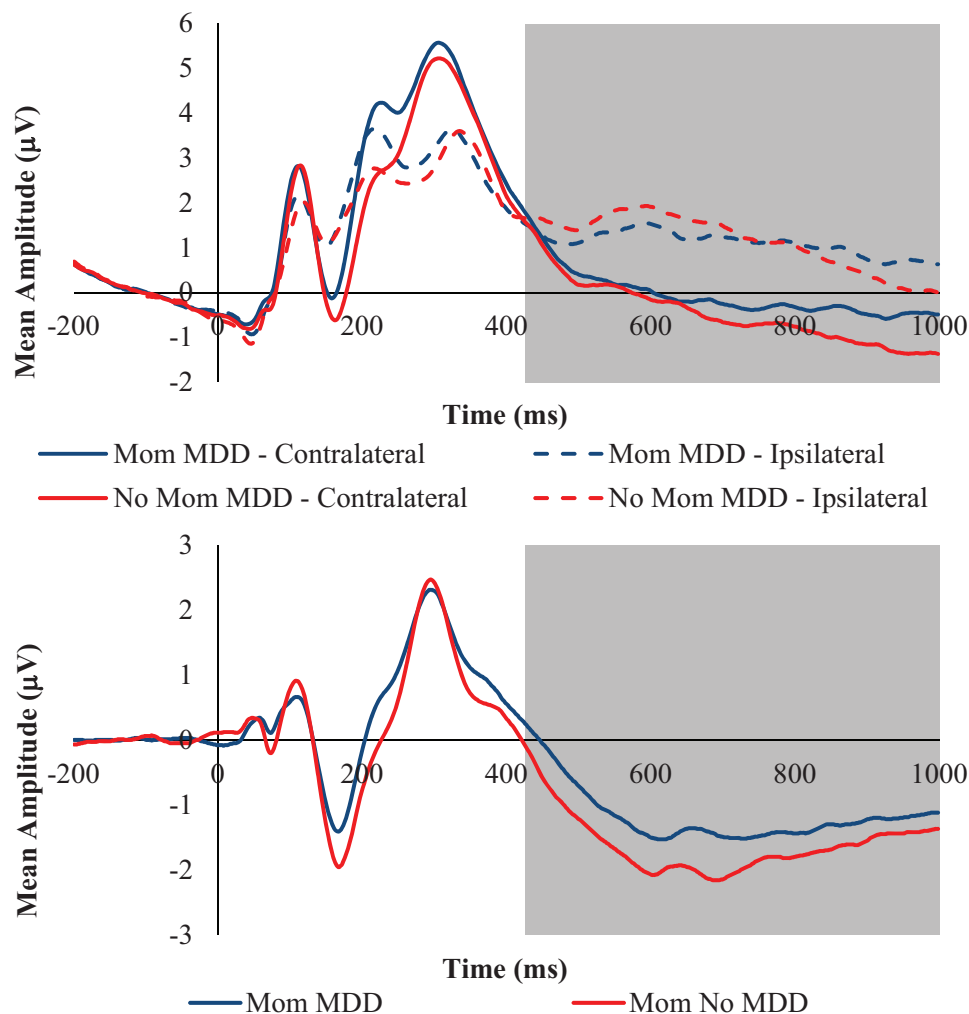 6
5
4
3
2
1
0
-1
-2
-200 0 200 400 600 800 1000
Mean Amplitude (µV)
Time (ms)
Mom MDD - Contralateral Mom MDD - Ipsilateral
No Mom MDD - Contralateral No Mom MDD - Ipsilateral
3
2
1
0
-1
-2
-3
-200 0 200 400 600 800 1000
Mean Amplitude (µV)
Time (ms)
Mom MDD Mom No MDD